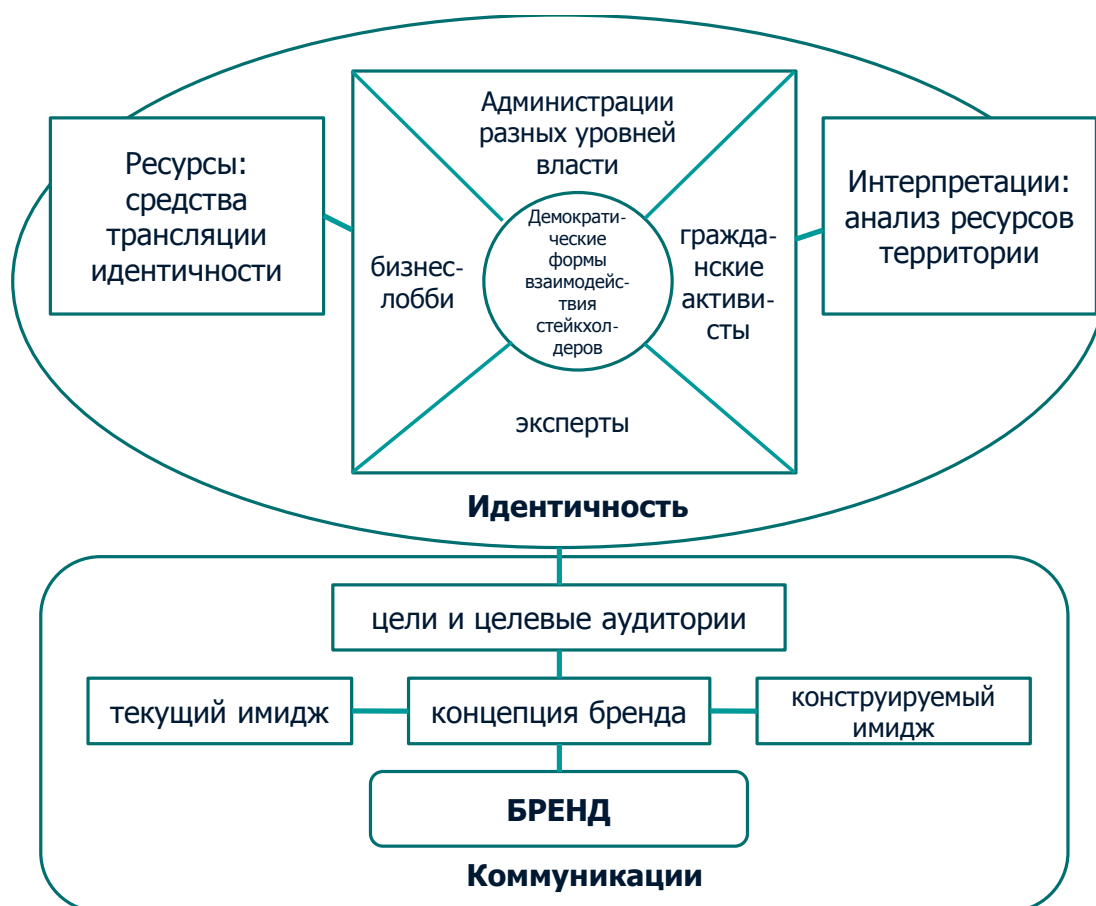 Администрации
разных уровней
власти
Ресурсы:
средства
трансляции
идентичности
бизнес-
лобби
Демократи-
ческие
формы
взаимодейс-
твия
стейкхол-
деров
гражда-
нские
активи-
сты
Интерпретации:
анализ ресурсов
территории
эксперты
Идентичность
цели и целевые аудитории
текущий имидж
концепция бренда
конструируемый
имидж
БРЕНД
Коммуникации